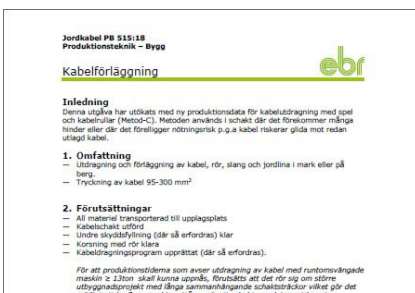 Jordkabel PB 515:18
Produktionsteknik – Bygg
ebr
Kabelförläggning
Inledning
Denna utgåva har utökats med ny produktionsdata för kabelutdragning med spel
och kabelrullar (Metod-C). Metoden används i schakt där det förekommer många
hinder eller där det föreligger nötningsrisk p.g.a kabel riskerar glida mot redan
utlagd kabel.
1. Omfattning
— Utdragning och förläggning av kabel, rör, slang och jordlina i mark eller på
berg.
— Tryckning av kabel 95-300 mm²
2. Förutsättningar
— All materiel transporterad till upplagsplats
— Kabelschakt utförd
— Undre skyddsfyllning (där så erfordras) klar
— Korsning med rör klara
— Kabeldragningsprogram upprättat (där så erfordras).
För att produktionstiderna som avser utdragning av kabel med runtomsvängade
maskin ≥ 13ton skall kunna uppnås, förutsätts att det rör sig om större
utbyggnadsprojekt med långa sammanhängande schaktsträckor vilket gör det